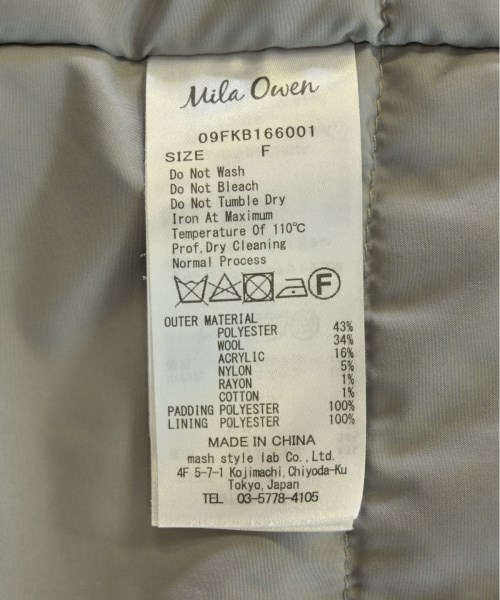 Mila Owen
09FKB166001
SIZE F
Do Not Wash
Do Not Bleach
Do Not Tumble Dry
Iron At Maximum
Temperature Of 110℃
Prof.Dry Cleaning
Normal Process
F
OUTER MATERIAL
POLYESTER 43%
WOOL 34%
ACRYLIC 16%
NYLON 5%
RAYON 1%
COTTON 1%
PADDING POLYESTER 100%
LINING POLYESTER 100%
MADE IN CHINA
mash style lab Co.,Ltd.
4F 5-7-1 Kojimachi,Chiyoda-Ku
Tokyo,Japan
TEL 03-5778-4105